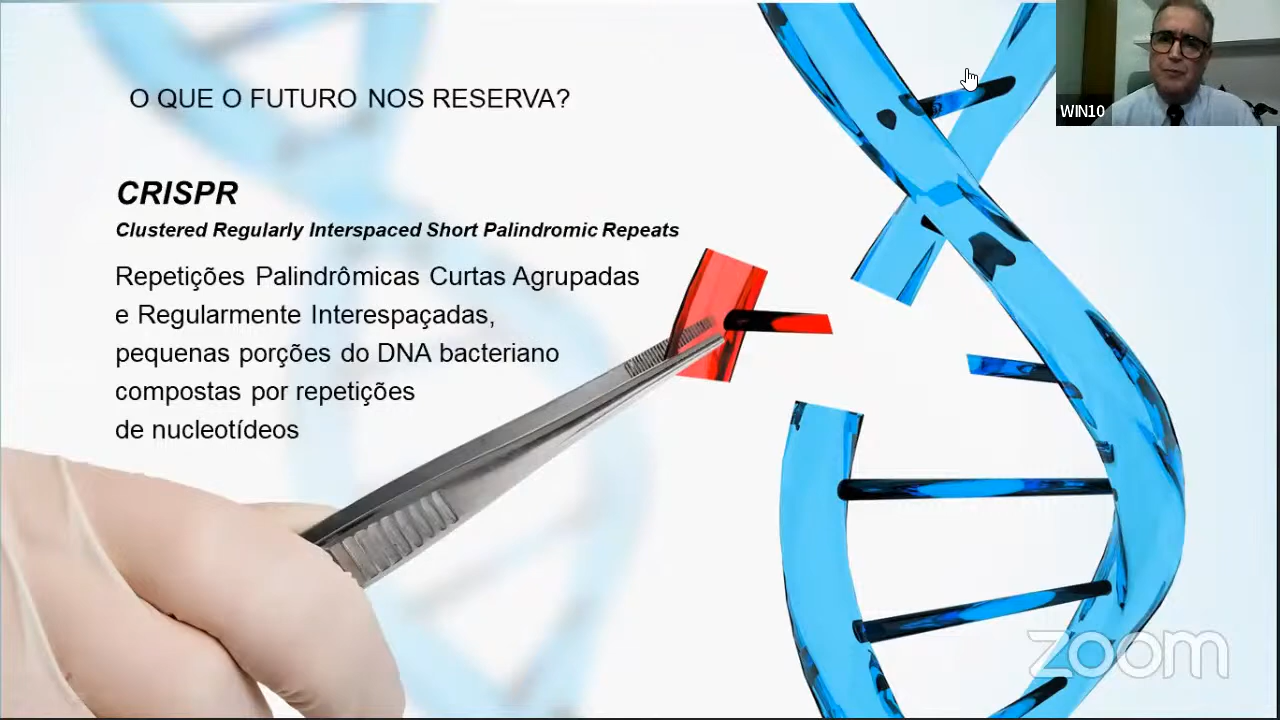 O QUE O FUTURO NOS RESERVA?
WIN10
CRISPR
Clustered Regularly Interspaced Short Palindromic Repeats
Repetições Palindrômicas Curtas Agrupadas
e Regularmente Interespaçadas,
pequenas porções do DNA bacteriano
compostas por repetições
de nucleotídeos
zoom